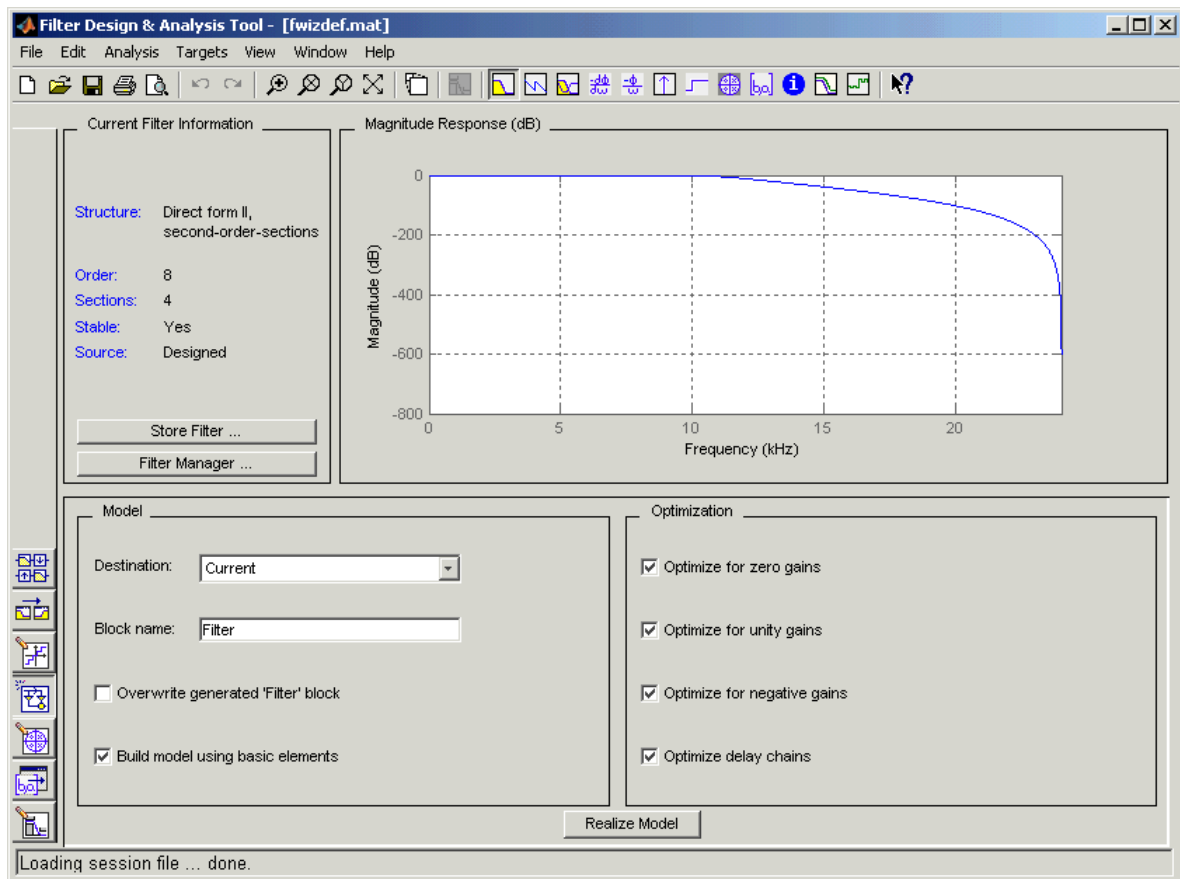 Filter Design & Analysis Tool - [fwizdef.mat]
File Edit Analysis Targets View Window Help
Current Filter Information
Structure: Direct form II,
second-order-sections
Order: 8
Sections: 4
Stable: Yes
Source: Designed
Store Filter ...
Filter Manager ...
Magnitude Response (dB)
Magnitude (dB)
0
-200
-400
-600
-800
0 5 10 15 20
Frequency (kHz)
Model
Destination: Current
Block name: Filter
Overwrite generated 'Filter' block
Build model using basic elements
Optimization
Optimize for zero gains
Optimize for unity gains
Optimize for negative gains
Optimize delay chains
Realize Model
Loading session file ... done.